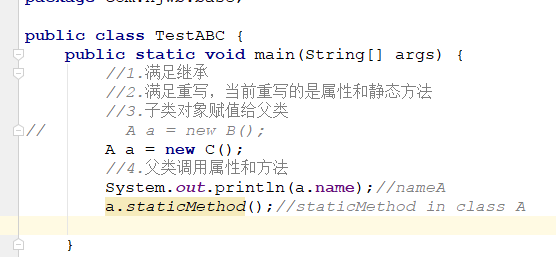 public class TestABC {
public static void main(String[] args) {
//1.满足继承
//2.满足重写，当前重写的是属性和静态方法
//3.子类对象赋值给父类
// A a = new B();
A a = new C();
//4.父类调用属性和方法
System.out.println(a.name);//nameA
a.staticMethod();//staticMethod in class A
}